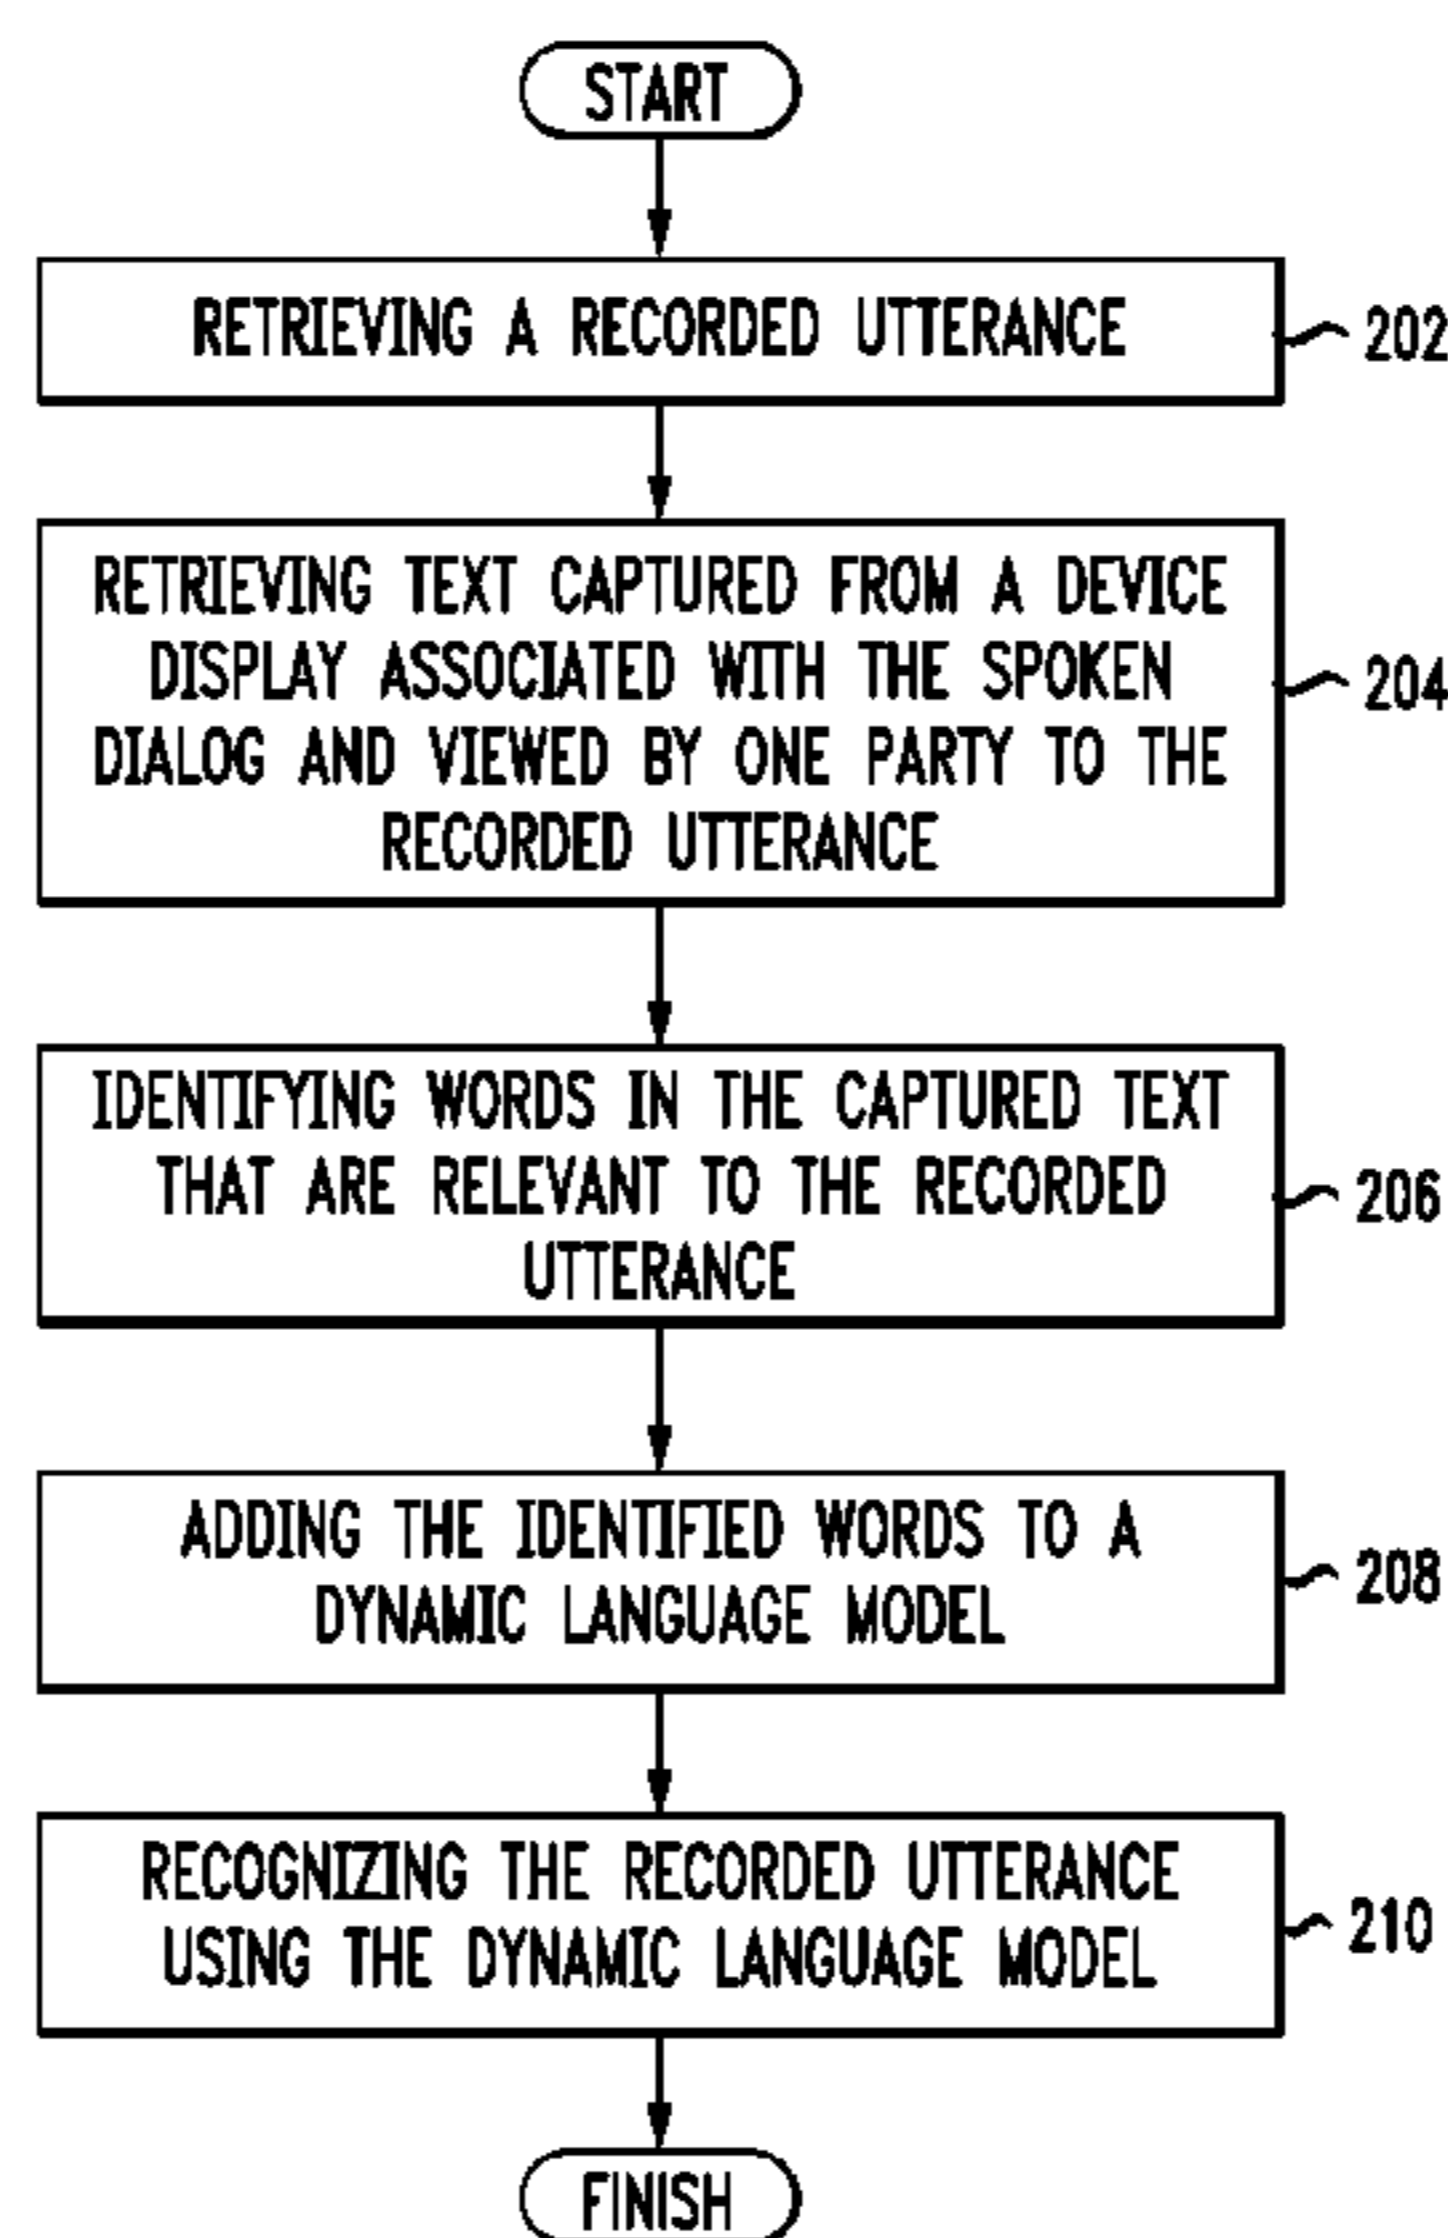 START
RETRIEVING A RECORDED UTTERANCE
202
RETRIEVING TEXT CAPTURED FROM A DEVICE
DISPLAY ASSOCIATED WITH THE SPOKEN
DIALOG AND VIEWED BY ONE PARTY TO THE
RECORDED UTTERANCE
204
IDENTIFYING WORDS IN THE CAPTURED TEXT
THAT ARE RELEVANT TO THE RECORDED
UTTERANCE
206
ADDING THE IDENTIFIED WORDS TO A
DYNAMIC LANGUAGE MODEL
208
RECOGNIZING THE RECORDED UTTERANCE
USING THE DYNAMIC LANGUAGE MODEL
210
FINISH